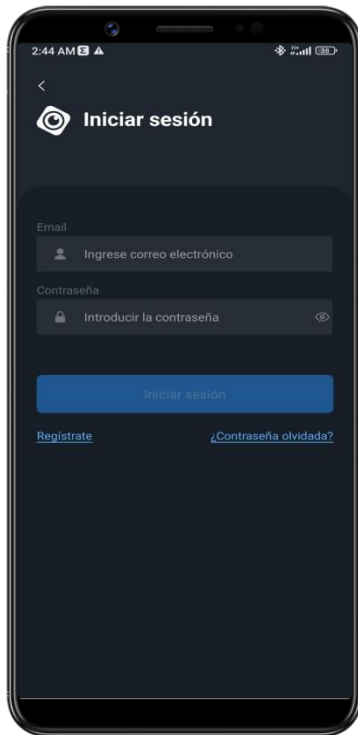 2:44 AM
Iniciar sesión
Email
Ingrese correo electrónico
Contraseña
Introducir la contraseña
Iniciar sesión
Regístrate
¿Contraseña olvidada?